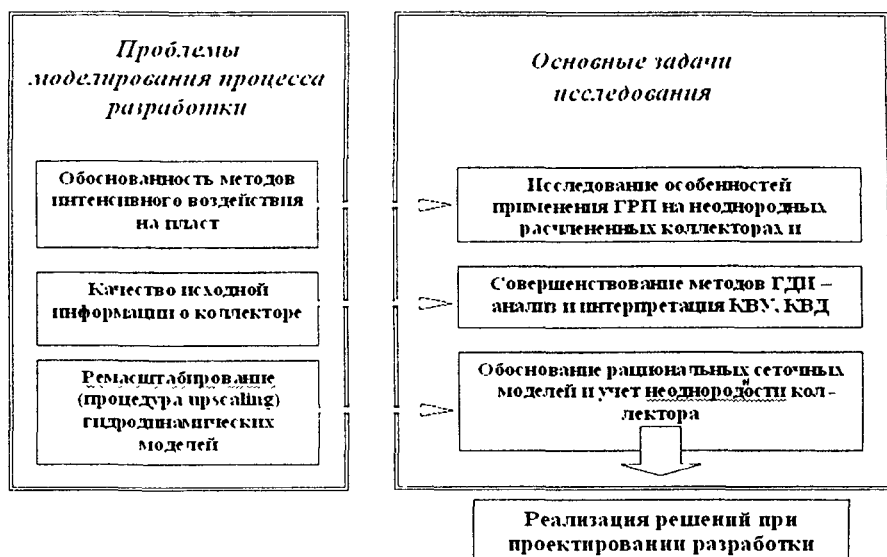 Проблемы
моделирования процесса
разработки
Обоснованность методов
интенсивного воздействия
на пласт
Качество исходной
информации о коллекторе
Ремасштабирование
(процедура upscaling)
гидродинамических
моделей
Основные задачи
исследования
Исследование особенностей
применения ГРП на неоднородных
расчлененных коллекторах и
Совершенствование методов ГДИ –
анализ и интерпретация КВУ, КВД
Обоснование рациональных сеточных
моделей и учет неоднородости кол-
лектора
Реализация решений при
проектировании разработки